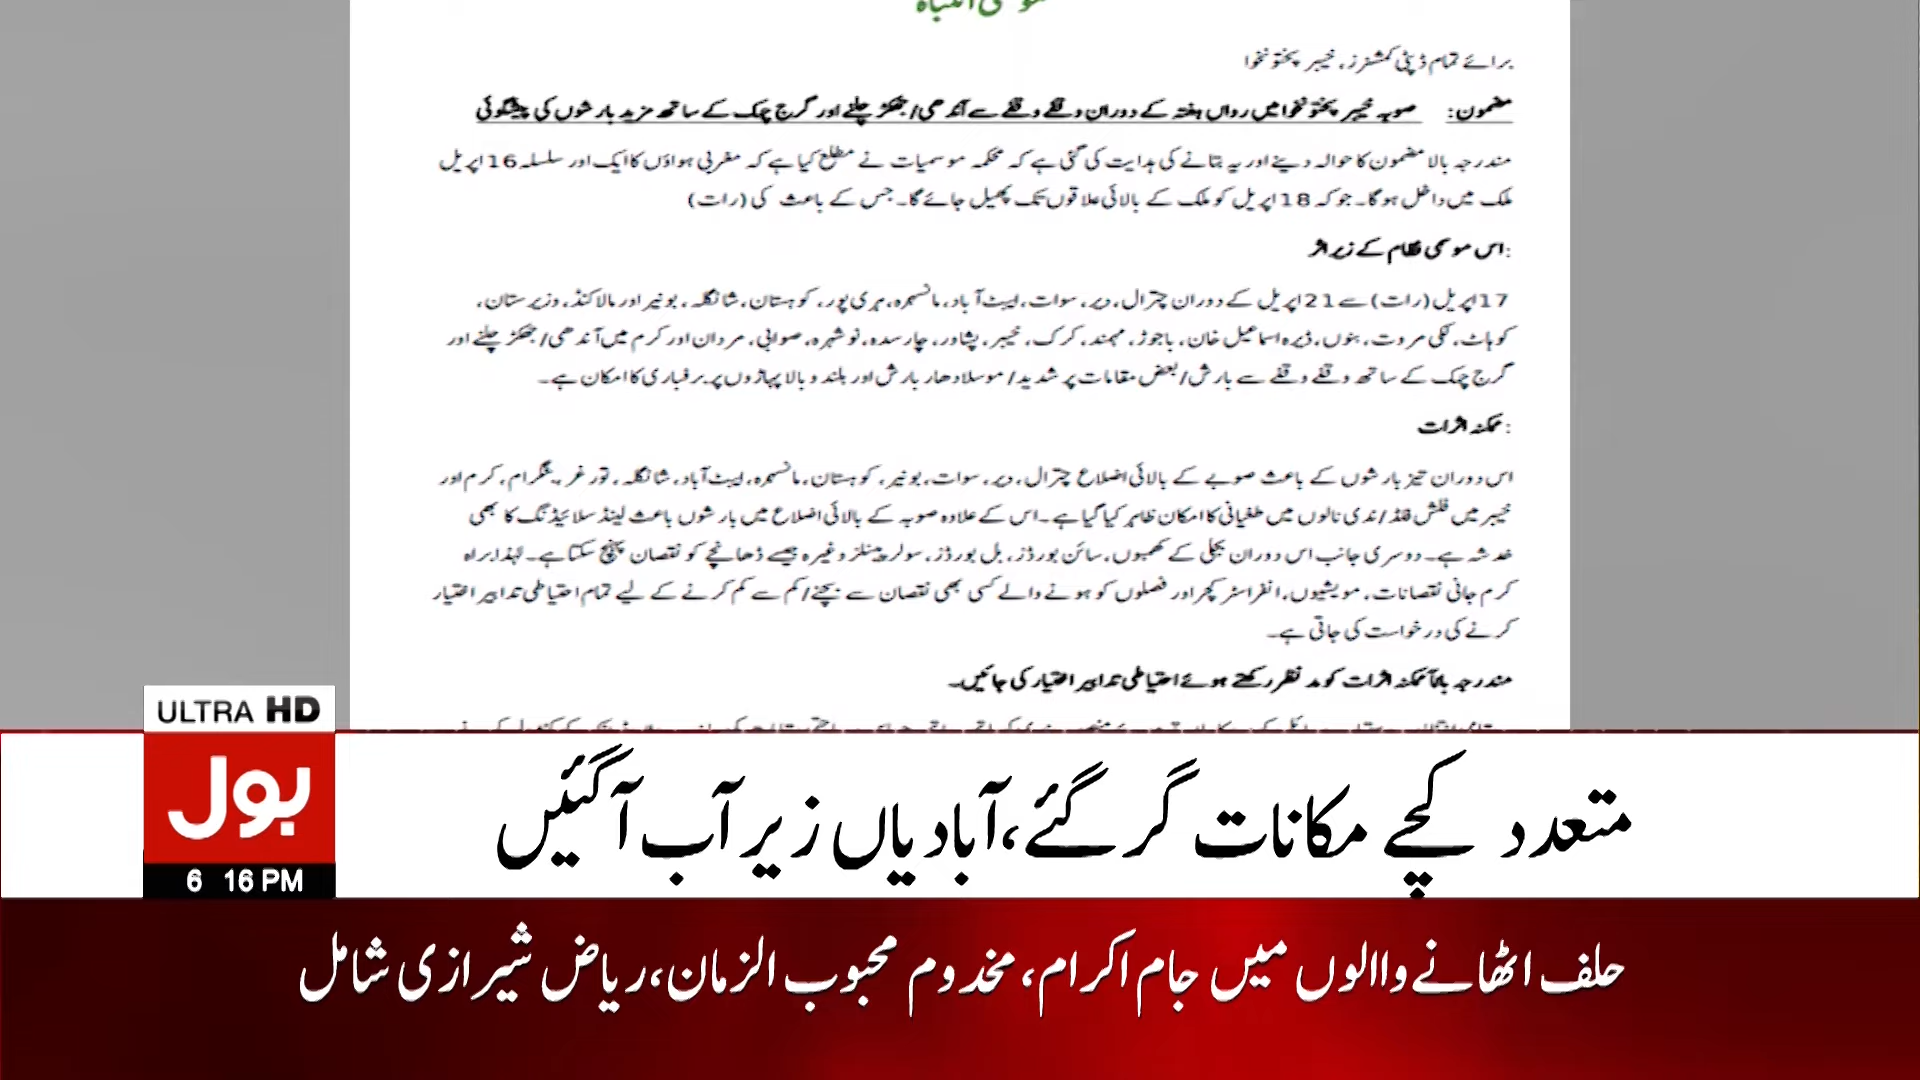 برائے تمام ڈپٹی کمشنرز، خیبر پختونخوا
مضمون: صوبہ خیبر پختونخوا میں رواں ہفتہ کے دوران وقفے وقفے سے آندھی/جھکڑ چلنے اور گرج چمک کے ساتھ مزید بارشوں کی پیشگوئی
مندرجہ بالا مضمون کا حوالہ دینے اور یہ بتانے کی ہدایت کی گئی ہے کہ محکمہ موسمیات نے مطلع کیا ہے کہ مغربی ہواؤں کا ایک اور سلسلہ 16 اپریل
ملک میں داخل ہو گا۔ جو کہ 18 اپریل کو ملک کے بالائی علاقوں تک پھیل جائے گا۔ جس کے باعث کی (رات)
اس موسمی نظام کے زیر اثر:
17 اپریل (رات) سے 21 اپریل کے دوران چترال، دیر، سوات، ایبٹ آباد، مانسہرہ، ہری پور، کوہستان، شانگلہ، بونیر اور مالاکنڈ، وزیرستان،
کوہاٹ، لکی مروت، بنوں، ڈیرہ اسماعیل خان، باجوڑ، مہمند، کرک، خیبر، پشاور، چارسدہ، نوشہرہ، صوابی، مردان اور کرم میں آندھی/جھکڑ چلنے اور
گرج چمک کے ساتھ وقفے وقفے سے بارش/بعض مقامات پر شدید/موسلادھار بارش اور بلند و بالا پہاڑوں پر برفباری کا امکان ہے۔
ممکنہ اثرات:
اس دوران تیز بارشوں کے باعث صوبے کے بالائی اضلاع چترال، دیر، سوات، بونیر، کوہستان، مانسہرہ، ایبٹ آباد، شانگلہ، تورغر، بٹگرام، کرم اور
خیبر میں فلش فلڈ/ندی نالوں میں طغیانی کا امکان ظاہر کیا گیا ہے۔ اس کے علاوہ صوبہ کے بالائی اضلاع میں بارشوں باعث لینڈ سلائیڈنگ کا بھی
خدشہ ہے۔ دوسری جانب اس دوران بجلی کے کھمبوں، سائن بورڈز، بل بورڈز، سولر پینلز وغیرہ جیسے ڈھانچے کو نقصان پہنچ سکتا ہے۔ لہٰذا براہ
کرم جانی نقصانات، مویشیوں، انفراسٹرکچر اور فصلوں کو ہونے والے کسی بھی نقصان سے بچنے/کم سے کم کرنے کے لیے تمام احتیاطی تدابیر اختیار
کرنے کی درخواست کی جاتی ہے۔
مندرجہ بالا ممکنہ اثرات کو مد نظر رکھتے ہوئے احتیاطی تدابیر اختیار کی جائیں۔
ULTRA HD
بول
6 16 PM
متعدد کچے مکانات گر گئے، آبادیاں زیر آب آ گئیں
حلف اٹھانے واالوں میں جام اکرام، مخدوم محبوب الزمان، ریاض شیرازی شامل